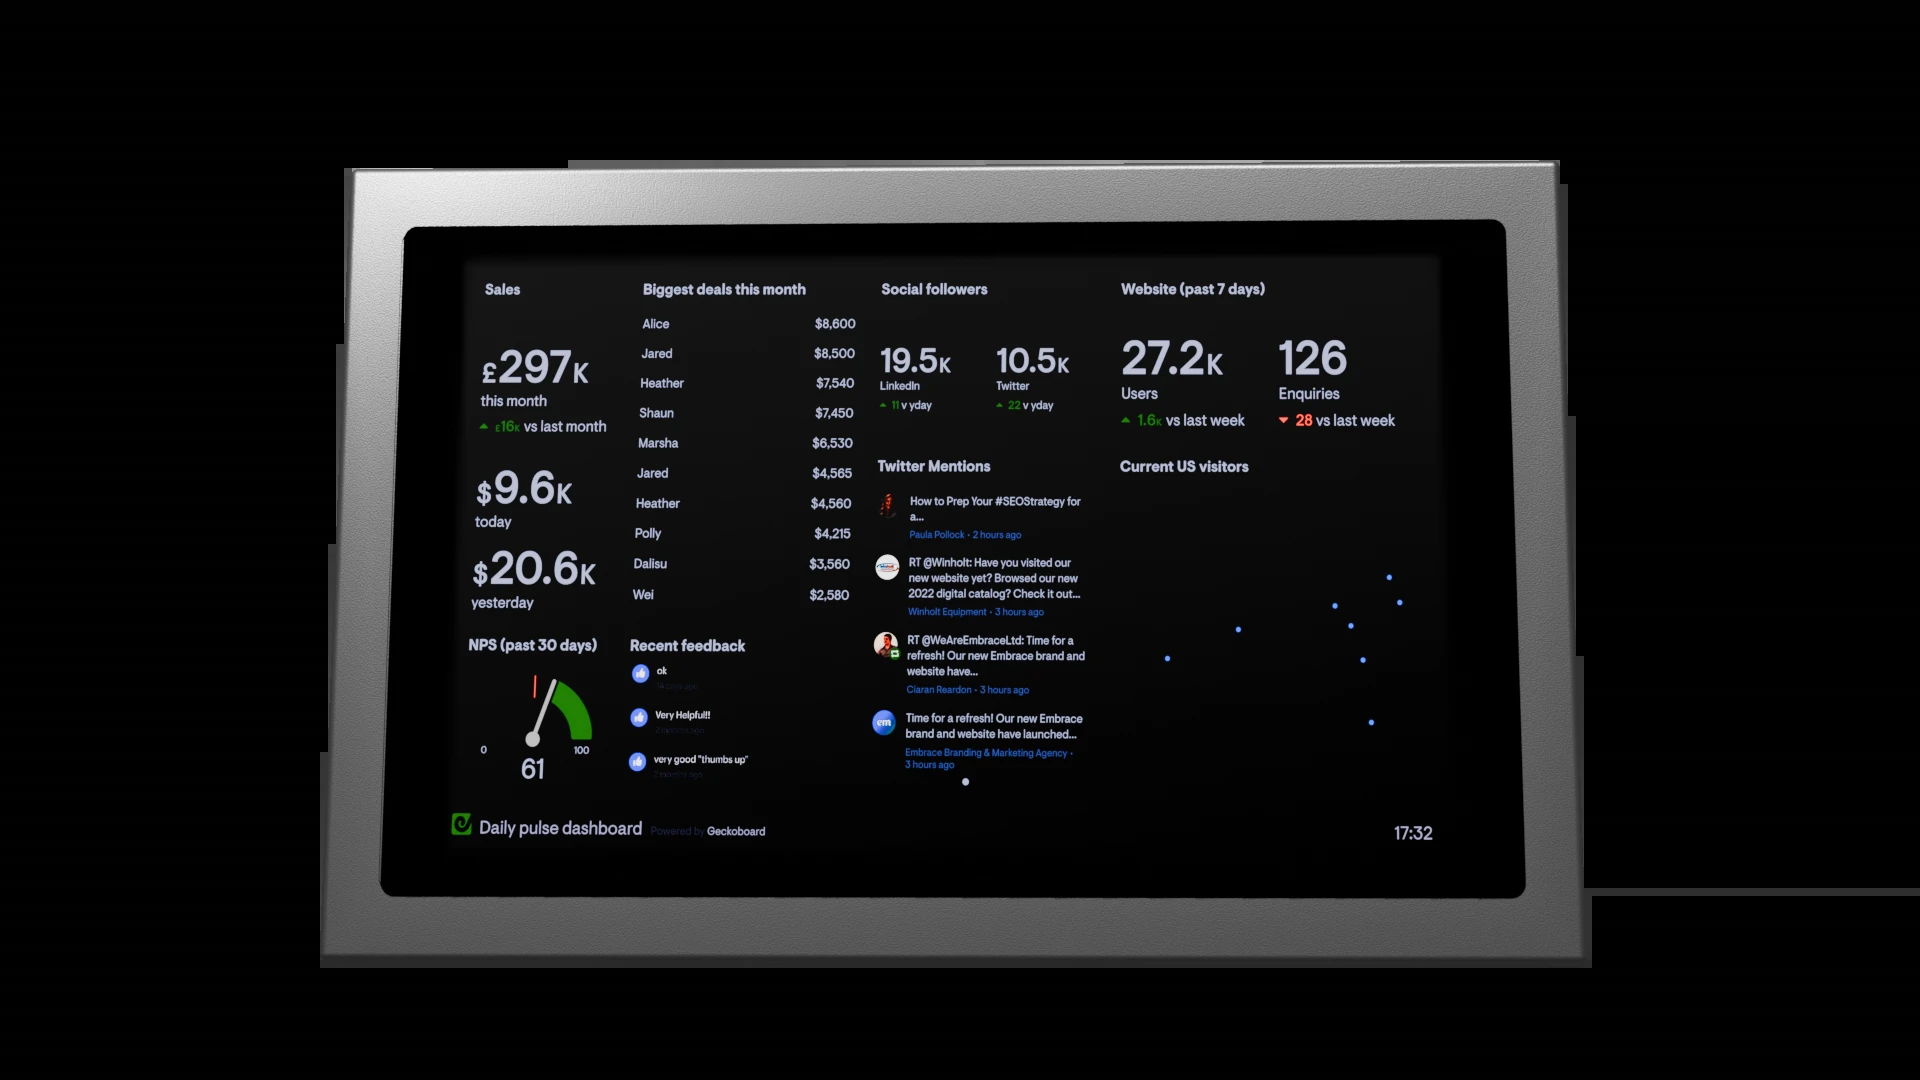 Sales
£297K
this month
£16K vs last month
$9.6K
today
$20.6K
yesterday
NPS (past 30 days)
0
100
61
Biggest deals this month
Alice $8,600
Jared $8,500
Heather $7,540
Shaun $7,450
Marsha $6,530
Jared $4,565
Heather $4,560
Polly $4,215
Dalisu $3,560
Wei $2,580
Recent feedback
ok
Very Helpful!!
very good "thumbs up"
Social followers
19.5K
LinkedIn
11 v yday
10.5K
Twitter
22 v yday
Twitter Mentions
How to Prep Your #SEOStrategy for
a...
Paula Pollock • 2 hours ago
RT @Winholt: Have you visited our
new website yet? Browsed our new
2022 digital catalog? Check it out...
Winholt Equipment • 3 hours ago
RT @WeAreEmbraceLtd: Time for a
refresh! Our new Embrace brand and
website have...
Ciaran Reardon • 3 hours ago
em
Time for a refresh! Our new Embrace
brand and website have launched...
Embrace Branding & Marketing Agency •
3 hours ago
Website (past 7 days)
27.2K
Users
1.6K vs last week
126
Enquiries
28 vs last week
Current US visitors
Daily pulse dashboard Powered by Geckoboard
17:32